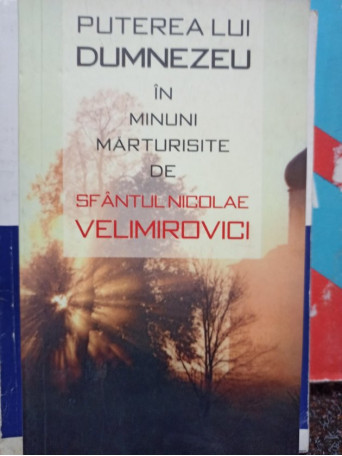 PUTEREA LUI
DUMNEZEU
ÎN
MINUNI
MĂRTURISITE
DE
SFÂNTUL NICOLAE
VELIMIROVICI